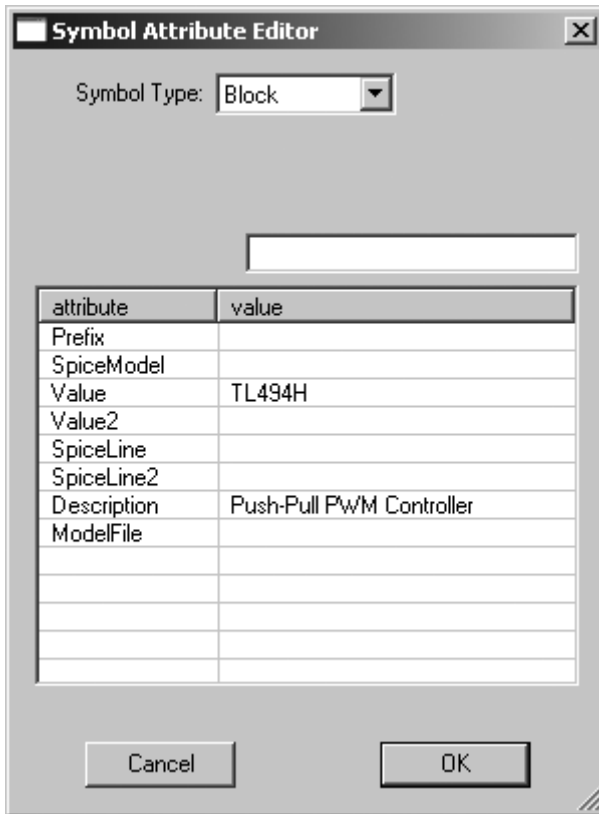 Symbol Attribute Editor
Symbol Type: Block
attribute value
Prefix
SpiceModel
Value TL494H
Value2
SpiceLine
SpiceLine2
Description Push-Pull PWM Controller
ModelFile
Cancel OK